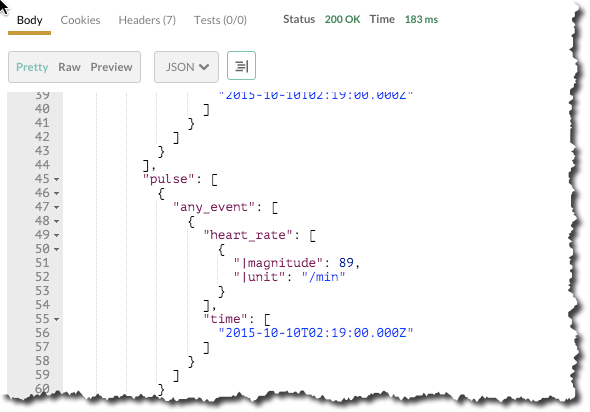 Body Cookies Headers (7) Tests (0/0) Status 200 OK Time 183 ms
Pretty Raw Preview JSON
39 "2015-10-10T02:19:00.000Z"
40 ]
41 }
42 ]
43 }
44 ],
45 "pulse": [
46 {
47 "any_event": [
48 {
49 "heart_rate": [
50 {
51 "|magnitude": 89,
52 "|unit": "/min"
53 }
54 ],
55 "time": [
56 "2015-10-10T02:19:00.000Z"
57 ]
58 }
59 ]
60 }